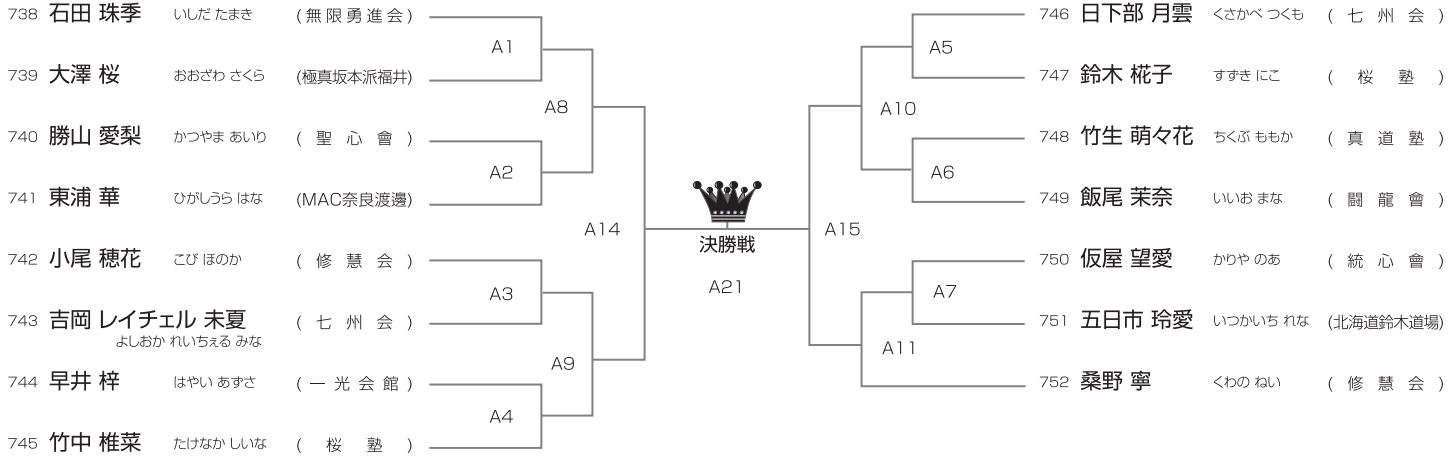 738 石田 珠季 いしだ たまき (無限勇進会)
A1
739 大澤 桜 おおざわ さくら (極真坂本派福井)
A8
740 勝山 愛梨 かつやま あいり (聖心會)
A2
741 東浦 華 ひがしうら はな (MAC奈良渡邊)
A14
742 小尾 穂花 こび ほのか (修慧会)
A3
743 吉岡 レイチェル 未夏 (七州会)
よしおか れいちぇる みな
A9
744 早井 梓 はやい あずさ (一光会館)
A4
745 竹中 椎菜 たけなか しいな (桜塾)
決勝戦
A21
746 日下部 月雲 くさかべ つくも (七州会)
A5
747 鈴木 椛子 すずき にこ (桜塾)
A10
748 竹生 萌々花 ちくぶ ももか (真道塾)
A6
749 飯尾 茉奈 いいお まな (闘龍會)
A15
750 仮屋 望愛 かりや のあ (統心會)
A7
751 五日市 玲愛 いつかいち れな (北海道鈴木道場)
A11
752 桑野 寧 くわの ねい (修慧会)